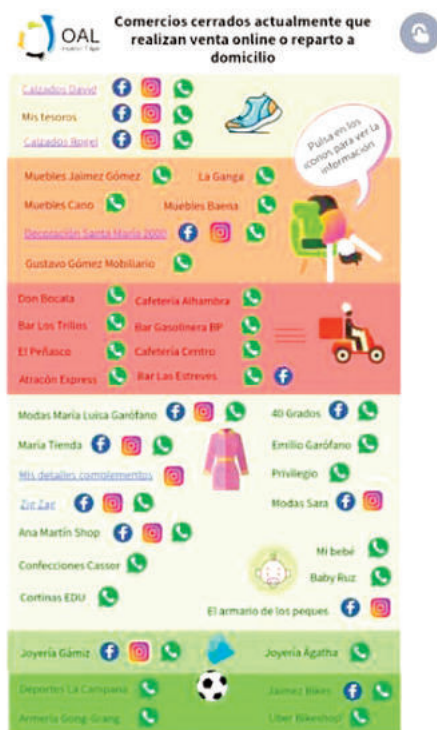 OAL
Comercios cerrados actualmente que
realizan venta online o reparto a
domicilio
Calzados David
Mis tesoros
Calzados Rogel
Pulsa en los
iconos para ver la
información
Muebles Jaimez Gómez
La Ganga
Muebles Cano
Muebles Baena
Decoración Santa María 2000
Gustavo Gómez Mobiliario
Don Bocata
Cafetería Alhambra
Bar Los Trillos
Bar Gasolinera BP
El Peñasco
Cafetería Centro
Atracón Express
Bar Las Esteves
Modas María Luisa Garófano
40 Grados
María Tienda
Emilio Garófano
Mis detalles complementos
Privilegio
Zig Zag
Modas Sara
Ana Martín Shop
Mi bebé
Confecciones Cassor
Baby Ruz
Cortinas EDU
El armario de los peques
Joyería Gámiz
Joyería Agatha
Deportes La Campana
Jaimez Bikes
Armería Gong-Grang
Liber Bikeshop